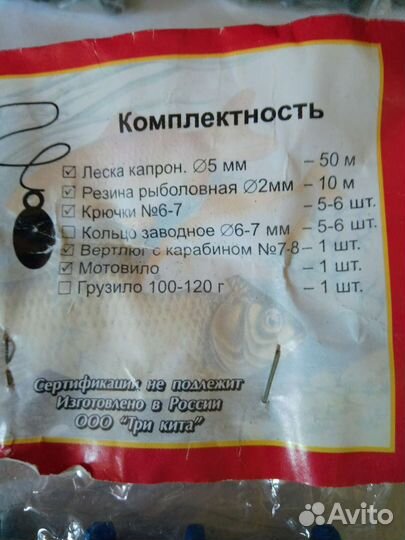 Комплектность
☑ Леска капрон. ∅5 мм – 50 м
☑ Резина рыболовная ∅2мм – 10 м
☑ Крючки №6-7 – 5-6 шт.
☐ Кольцо заводное ∅6-7 мм – 5-6 шт.
☑ Вертлюг с карабином №7-8 – 1 шт.
☑ Мотовило – 1 шт.
☐ Грузило 100-120 г – 1 шт.
Сертификации не подлежит
Изготовлено в России
ООО "Три кита"
Avito